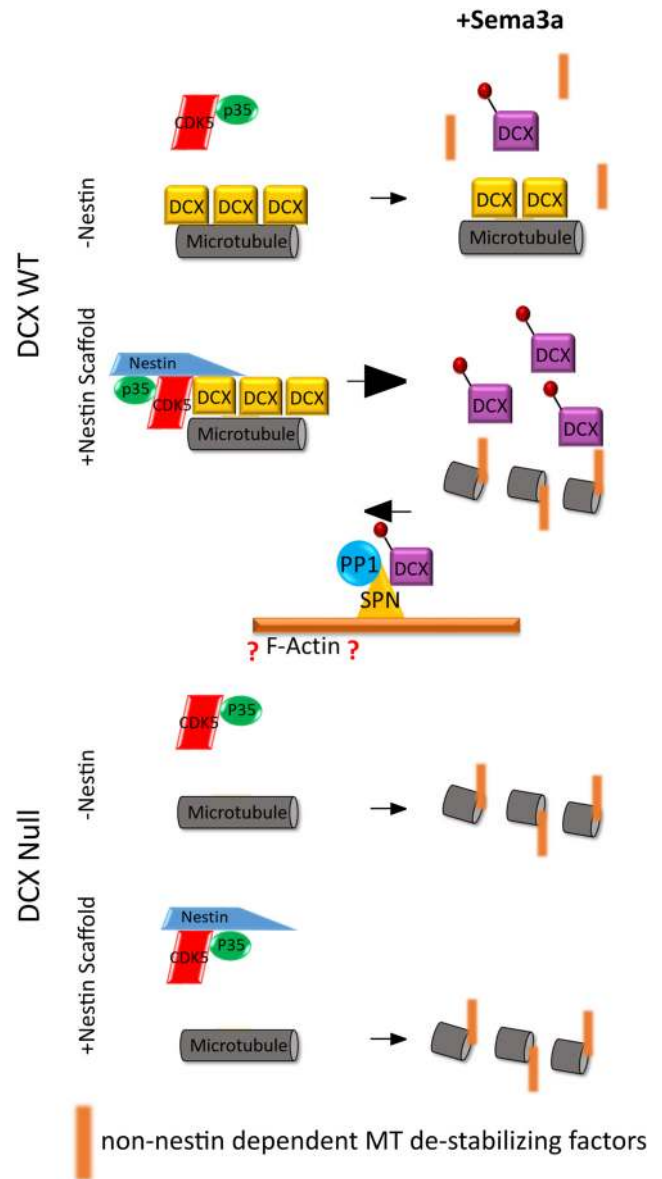 +Sema3a
DCX WT
-Nestin
CDK5
p35
DCX
DCX DCX DCX
DCX DCX
Microtubule
Microtubule
+Nestin Scaffold
Nestin
p35
CDK5
DCX DCX DCX
Microtubule
DCX
DCX
DCX
PP1
DCX
SPN
? F-Actin ?
DCX Null
-Nestin
CDK5
P35
Microtubule
+Nestin Scaffold
Nestin
CDK5
P35
Microtubule
non-nestin dependent MT de-stabilizing factors